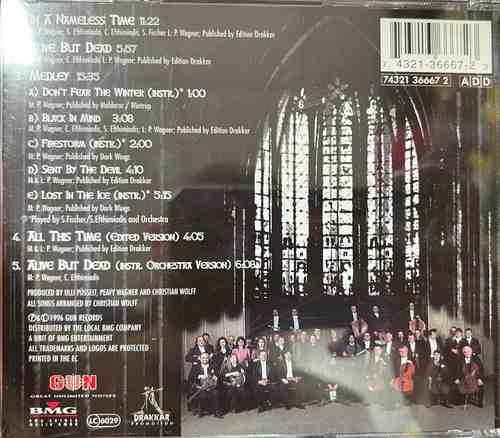 In A Nameless Time 11:22
P. Wagner, S. Efthimiadis, C. Efthimiadis, S. Fischer L. P. Wagner; Published by Edition Drakkar
Alive But Dead 5:57
P. Wagner, C. Efthimiadis L. P. Wagner; Published by Edition Drakkar
3. Medley 15:35
A) Don't Fear The Winter (instr.)* 1:00
M. P. Wagner; Published by Maldoror / Wintrup
B) Black In Mind 3:08
M. P. Wagner, C. Efthimiadis, S. Efthimiadis, L. P. Wagner; Published by Edition Drakkar
C) Firestorm (instr.)* 2:00
M. P. Wagner; Published by Dark Wings
D) Sent By The Devil 4:10
M. & L. P. Wagner, Published by Edition Drakkar
E) Lost In The Ice (instr.)* 5:15
M. P. Wagner; Published by Dark Wings
*Played by S.Fischer/S.Efthimiadis and Orchestra
4. All This Time (Edited Version) 4:05
M. & L. P. Wagner; Published by Edition Drakkar
5. Alive But Dead (instr. Orchestra Version) 6:08
M. P. Wagner, C. Efthimiadis
PRODUCED BY ULLI POSSELT, PEAVY WAGNER AND CHRISTIAN WOLFF
ALL SONGS ARRANGED BY CHRISTIAN WOLFF
℗&© 1996 GUN RECORDS
DISTRIBUTED BY THE LOCAL BMG COMPANY
A UNIT OF BMG ENTERTAINMENT
ALL TRADEMARKS AND LOGOS ARE PROTECTED
PRINTED IN THE EC
GUN
GREAT UNLIMITED NOISES
BMG
LC 6029
DRAKKAR
PROMOTION
7 4321-36667-2
74321 36667 2 ADD